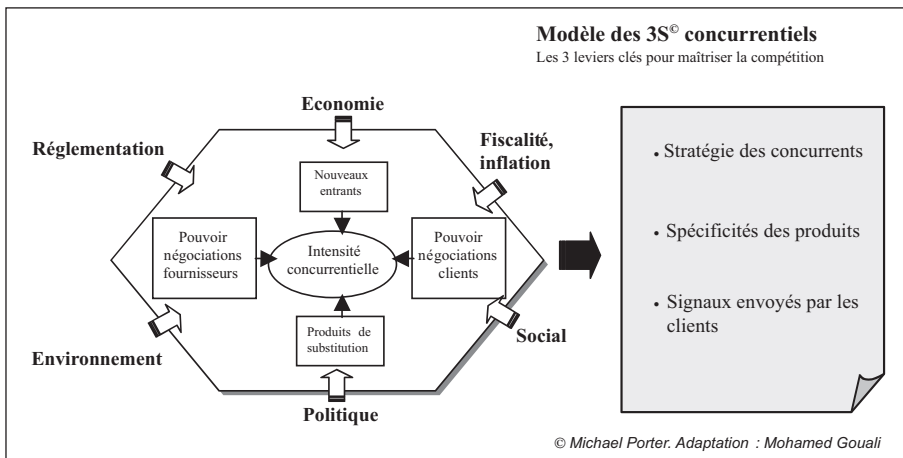 Modèle des 3S© concurrentiels
Les 3 leviers clés pour maîtriser la compétition
Economie
Réglementation
Fiscalité,
inflation
Nouveaux
entrants
Pouvoir
négociations
fournisseurs
Intensité
concurrentielle
Pouvoir
négociations
clients
Produits de
substitution
Environnement
Social
Politique
• Stratégie des concurrents
• Spécificités des produits
• Signaux envoyés par les
clients
© Michael Porter. Adaptation : Mohamed Gouali